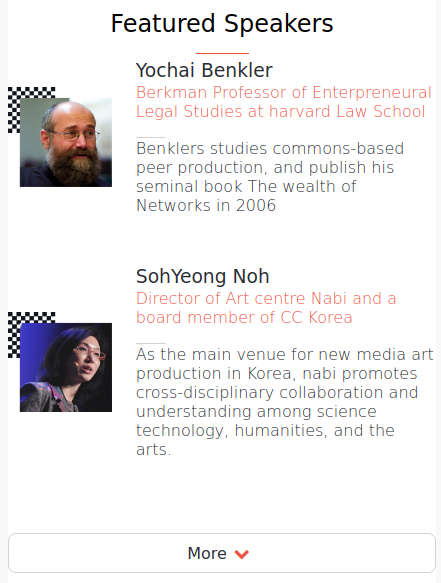 Featured Speakers
Yochai Benkler
Berkman Professor of Enterpreneural
Legal Studies at harvard Law School
Benklers studies commons-based
peer production, and publish his
seminal book The wealth of
Networks in 2006
SohYeong Noh
Director of Art centre Nabi and a
board member of CC Korea
As the main venue for new media art
production in Korea, nabi promotes
cross-disciplinary collaboration and
understanding among science
technology, humanities, and the
arts.
More